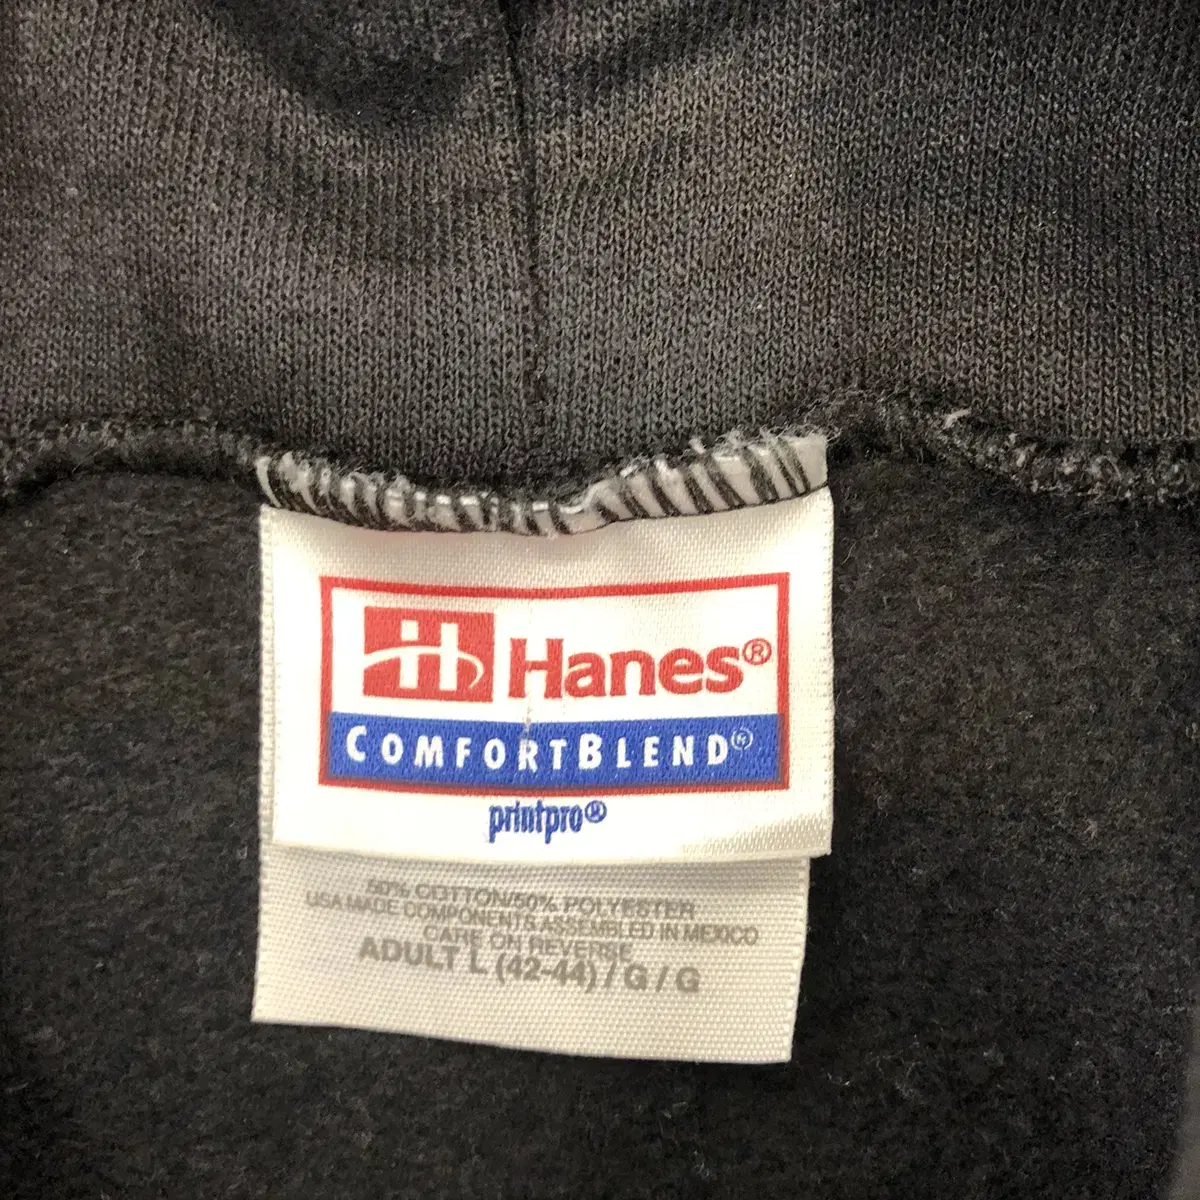 Hanes®
COMFORTBLEND®
printpro®
50% COTTON/50% POLYESTER
USA MADE COMPONENTS ASSEMBLED IN MEXICO
CARE ON REVERSE
ADULT L (42-44) / G / G